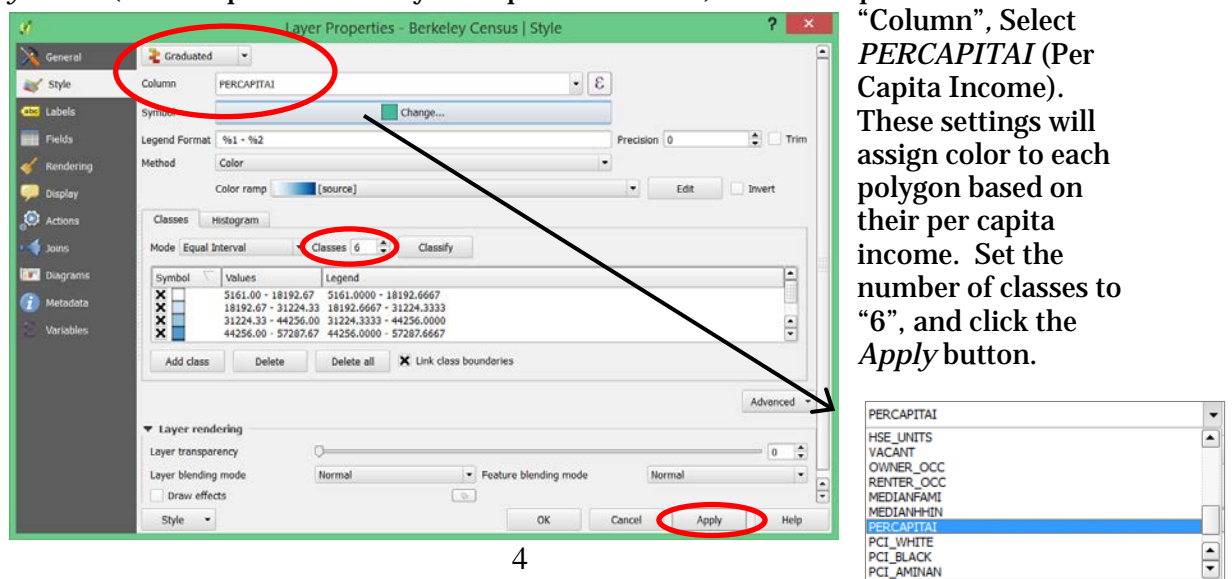 Layer Properties - Berkeley Census | Style
General
Style
Labels
Fields
Rendering
Display
Actions
Joins
Diagrams
Metadata
Variables
Graduated
Column PERCAPITAI ε
Symbol Change...
Legend Format %1 - %2 Precision 0 Trim
Method Color
Color ramp [source] Edit Invert
Classes Histogram
Mode Equal Interval Classes 6 Classify
Symbol Values Legend
5161.00 - 18192.67 5161.0000 - 18192.6667
18192.67 - 31224.33 18192.6667 - 31224.3333
31224.33 - 44256.00 31224.3333 - 44256.0000
44256.00 - 57287.67 44256.0000 - 57287.6667
Add class Delete Delete all Link class bounderies
Advanced
Layer rendering
Layer transparency 0
Layer blending mode Normal Feature blending mode Normal
Draw effects
Style OK Cancel Apply Help
“Column”, Select
PERCAPITAI (Per
Capita Income).
These settings will
assign color to each
polygon based on
their per capita
income. Set the
number of classes to
“6”, and click the
Apply button.
PERCAPITAI
HSE_UNITS
VACANT
OWNER_OCC
RENTER_OCC
MEDIANFAMI
MEDIANHHIN
PERCAPITAI
PCI_WHITE
PCI_BLACK
PCI_AMINAN
4